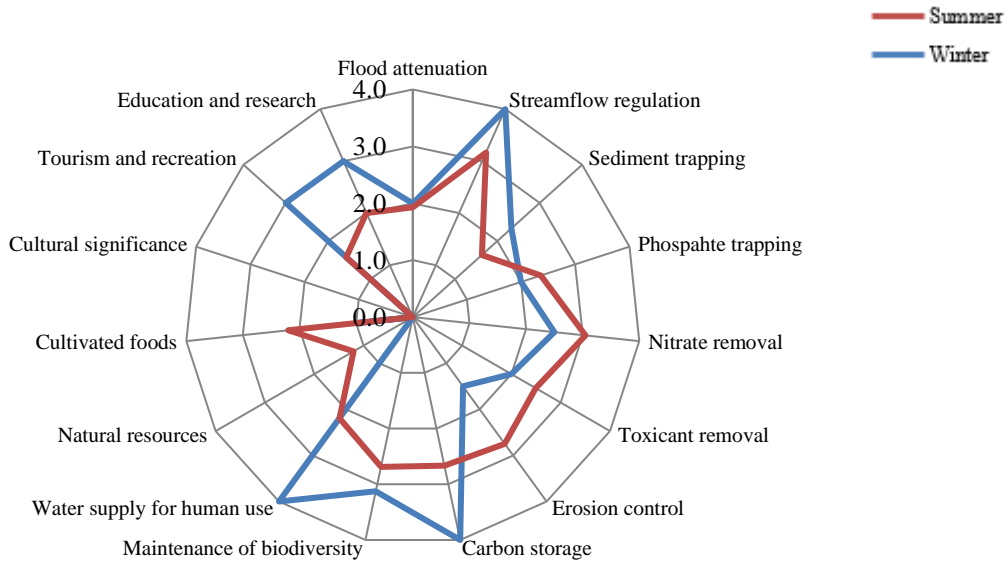 Summer
Winter
Flood attenuation
4.0
Education and research
Streamflow regulation
3.0
Tourism and recreation
Sediment trapping
2.0
Cultural significance
Phospahte trapping
1.0
0.0
Cultivated foods
Nitrate removal
Natural resources
Toxicant removal
Water supply for human use
Erosion control
Maintenance of biodiversity
Carbon storage